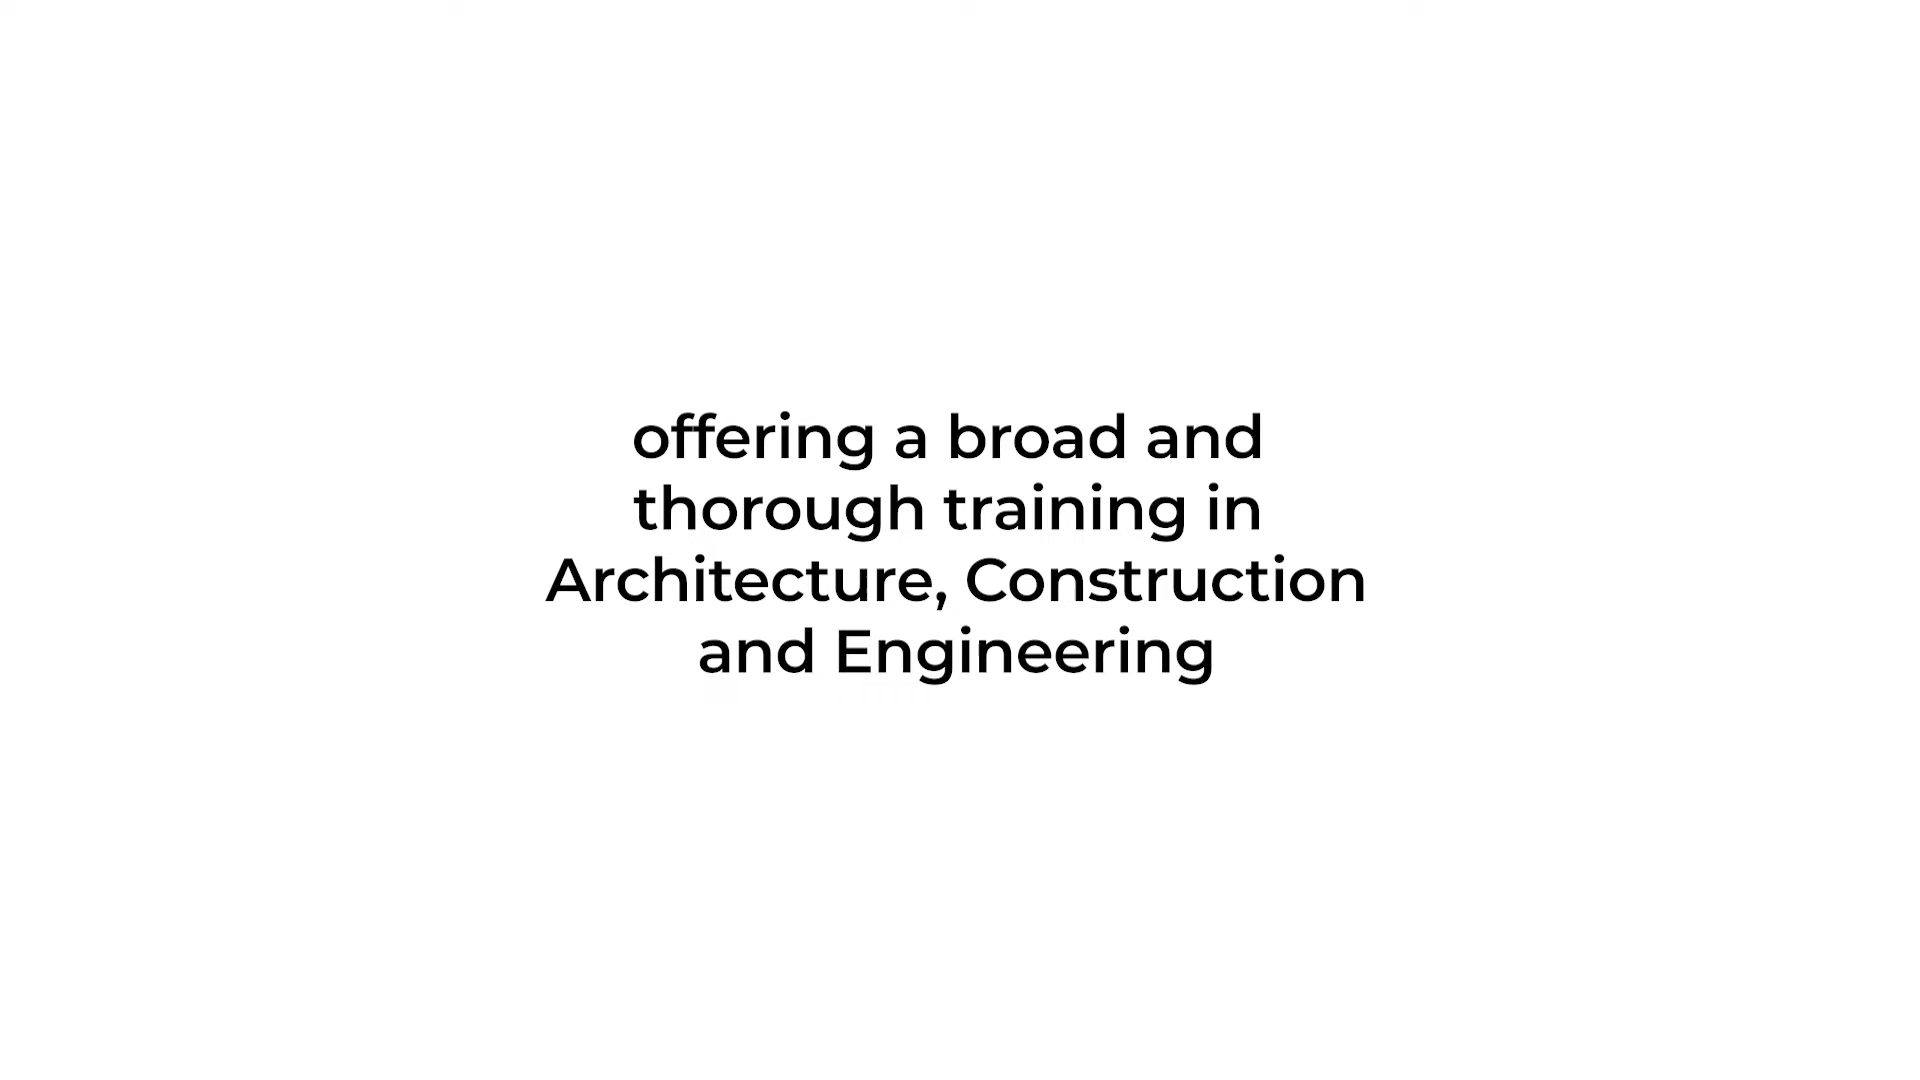 offering a broad and
thorough training in
Architecture, Construction
and Engineering